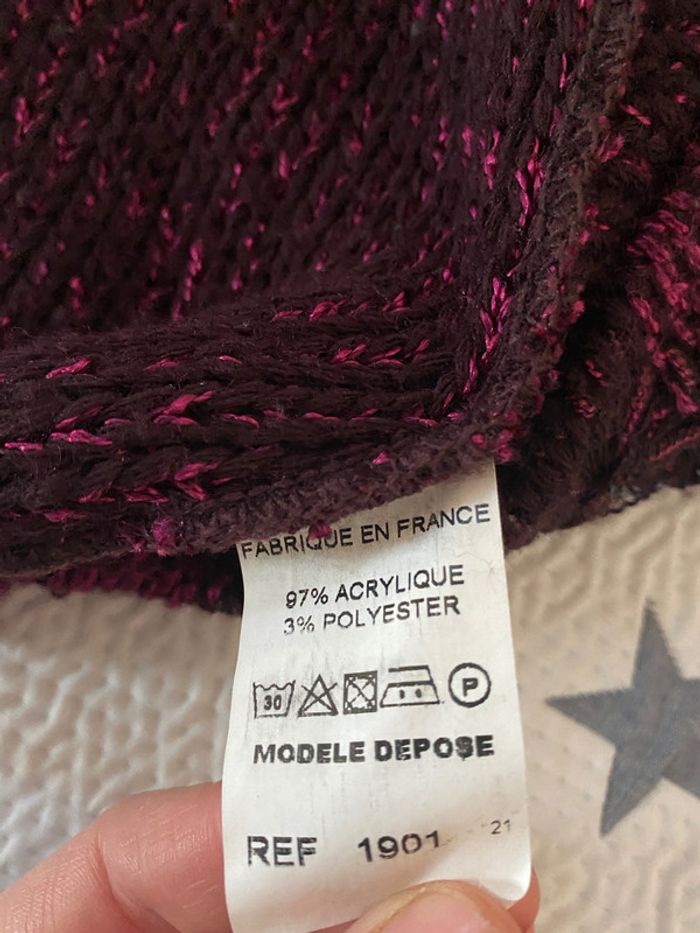 FABRIQUE EN FRANCE
97% ACRYLIQUE
3% POLYESTER
30 P
MODELE DEPOSE
REF 1901 21